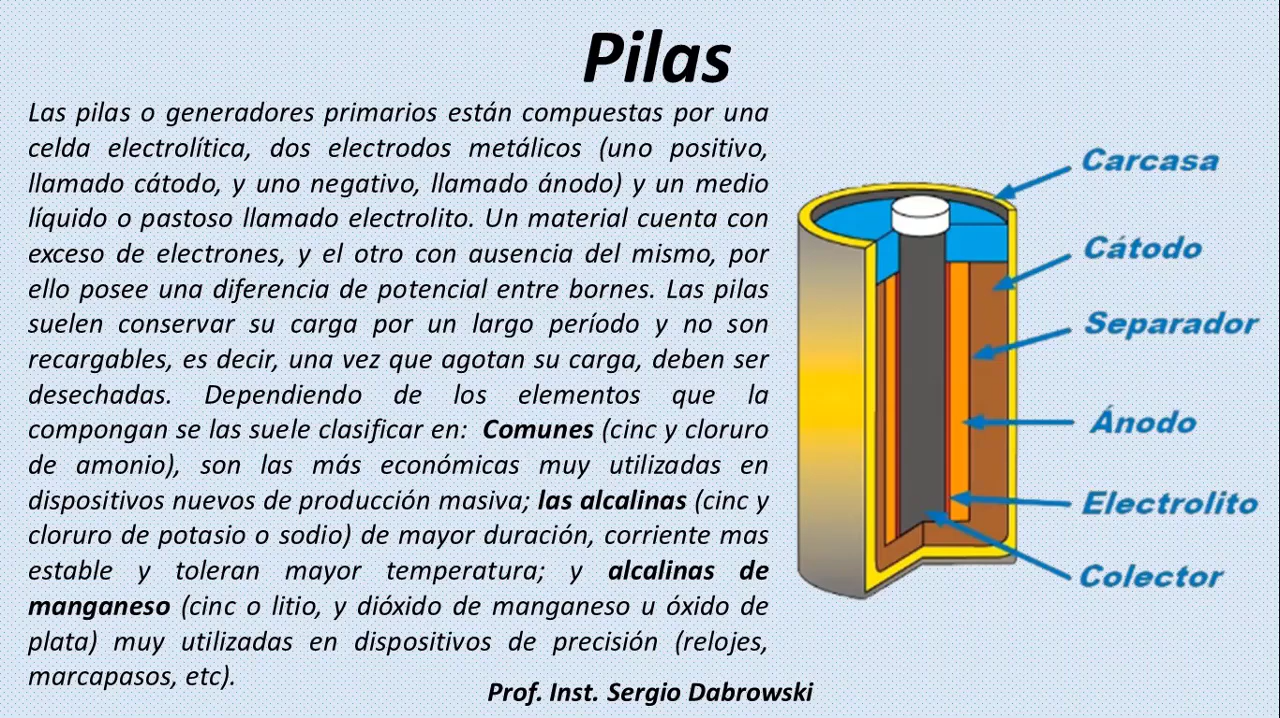 Pilas
Las pilas o generadores primarios están compuestas por una
celda electrolítica, dos electrodos metálicos (uno positivo,
llamado cátodo, y uno negativo, llamado ánodo) y un medio
líquido o pastoso llamado electrolito. Un material cuenta con
exceso de electrones, y el otro con ausencia del mismo, por
ello posee una diferencia de potencial entre bornes. Las pilas
suelen conservar su carga por un largo período y no son
recargables, es decir, una vez que agotan su carga, deben ser
desechadas. Dependiendo de los elementos que la
compongan se las suele clasificar en: Comunes (cinc y cloruro
de amonio), son las más económicas muy utilizadas en
dispositivos nuevos de producción masiva; las alcalinas (cinc y
cloruro de potasio o sodio) de mayor duración, corriente mas
estable y toleran mayor temperatura; y alcalinas de
manganeso (cinc o litio, y dióxido de manganeso u óxido de
plata) muy utilizadas en dispositivos de precisión (relojes,
marcapasos, etc).
Carcasa
Cátodo
Separador
Ánodo
Electrolito
Colector
Prof. Inst. Sergio Dabrowski